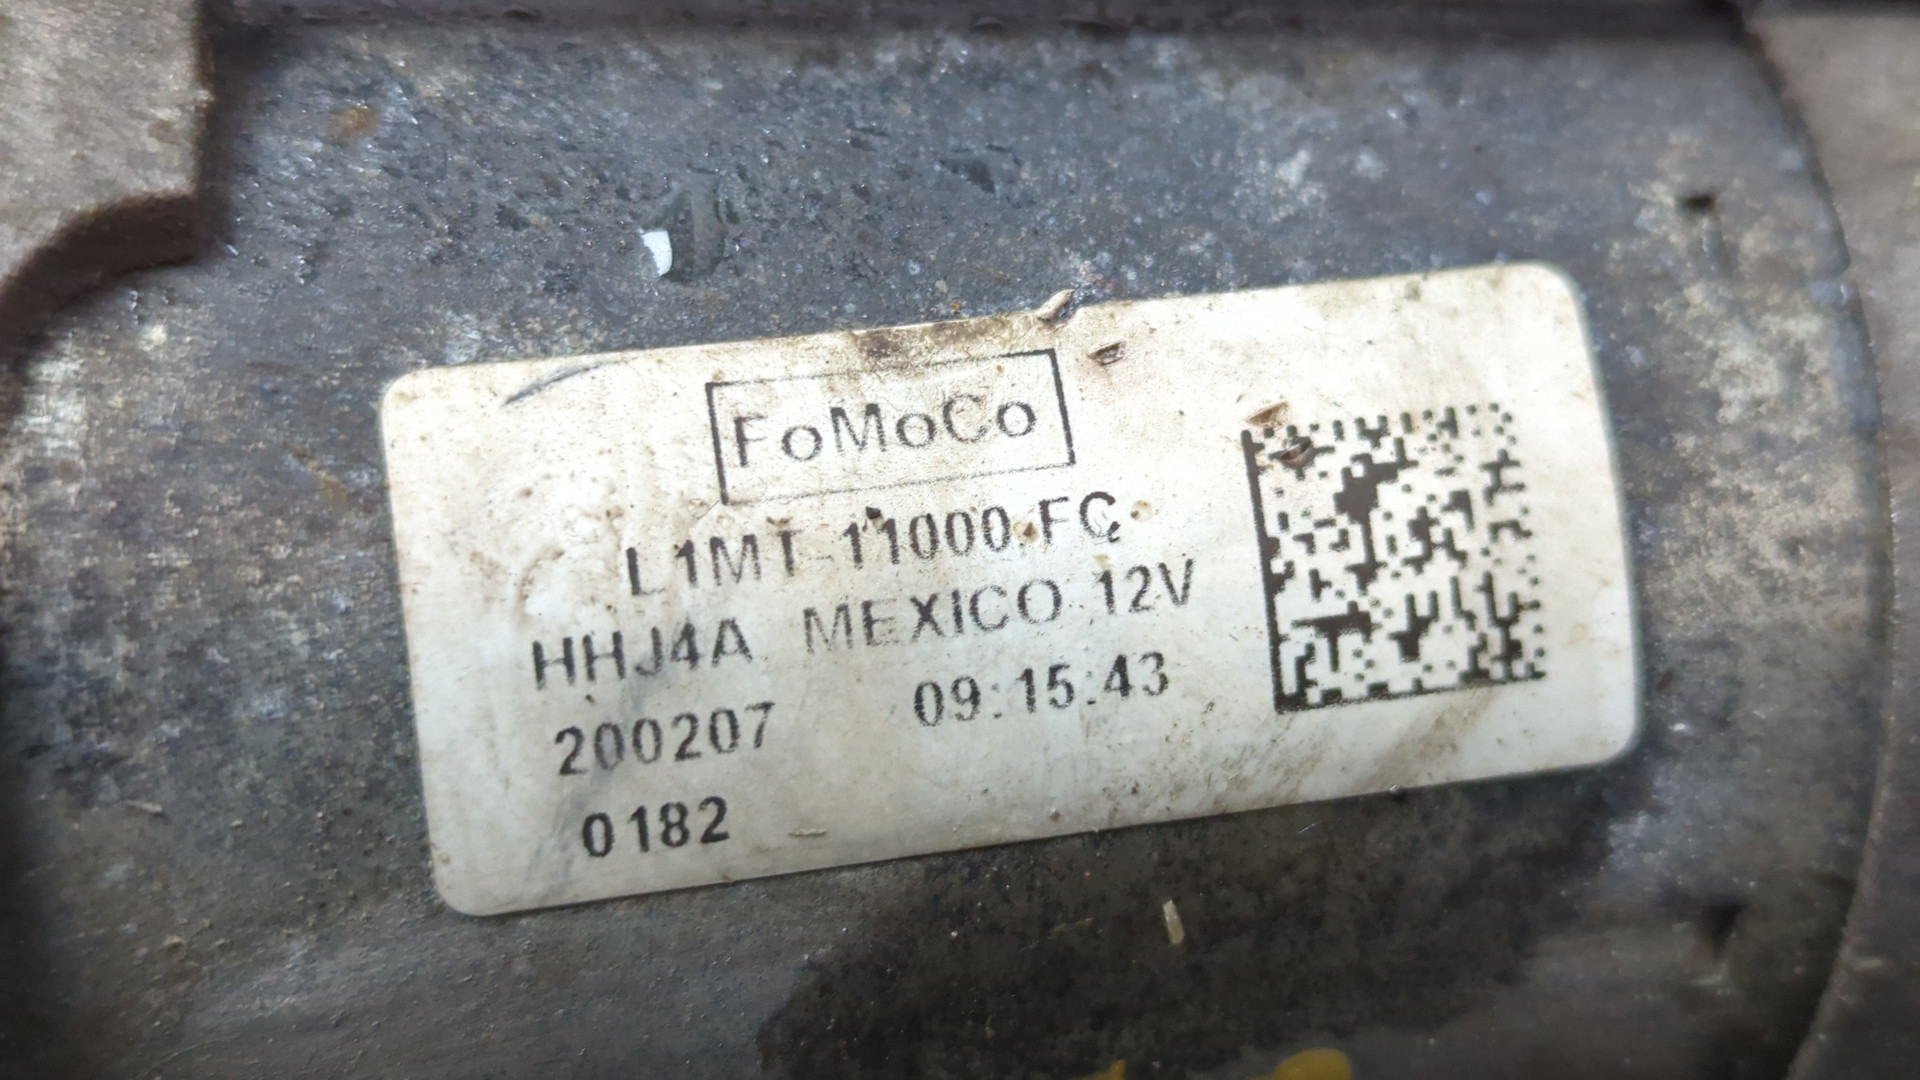 FoMoCo
L1MT-11000-FC
HHJ4A MEXICO 12V
200207 09:15:43
0182